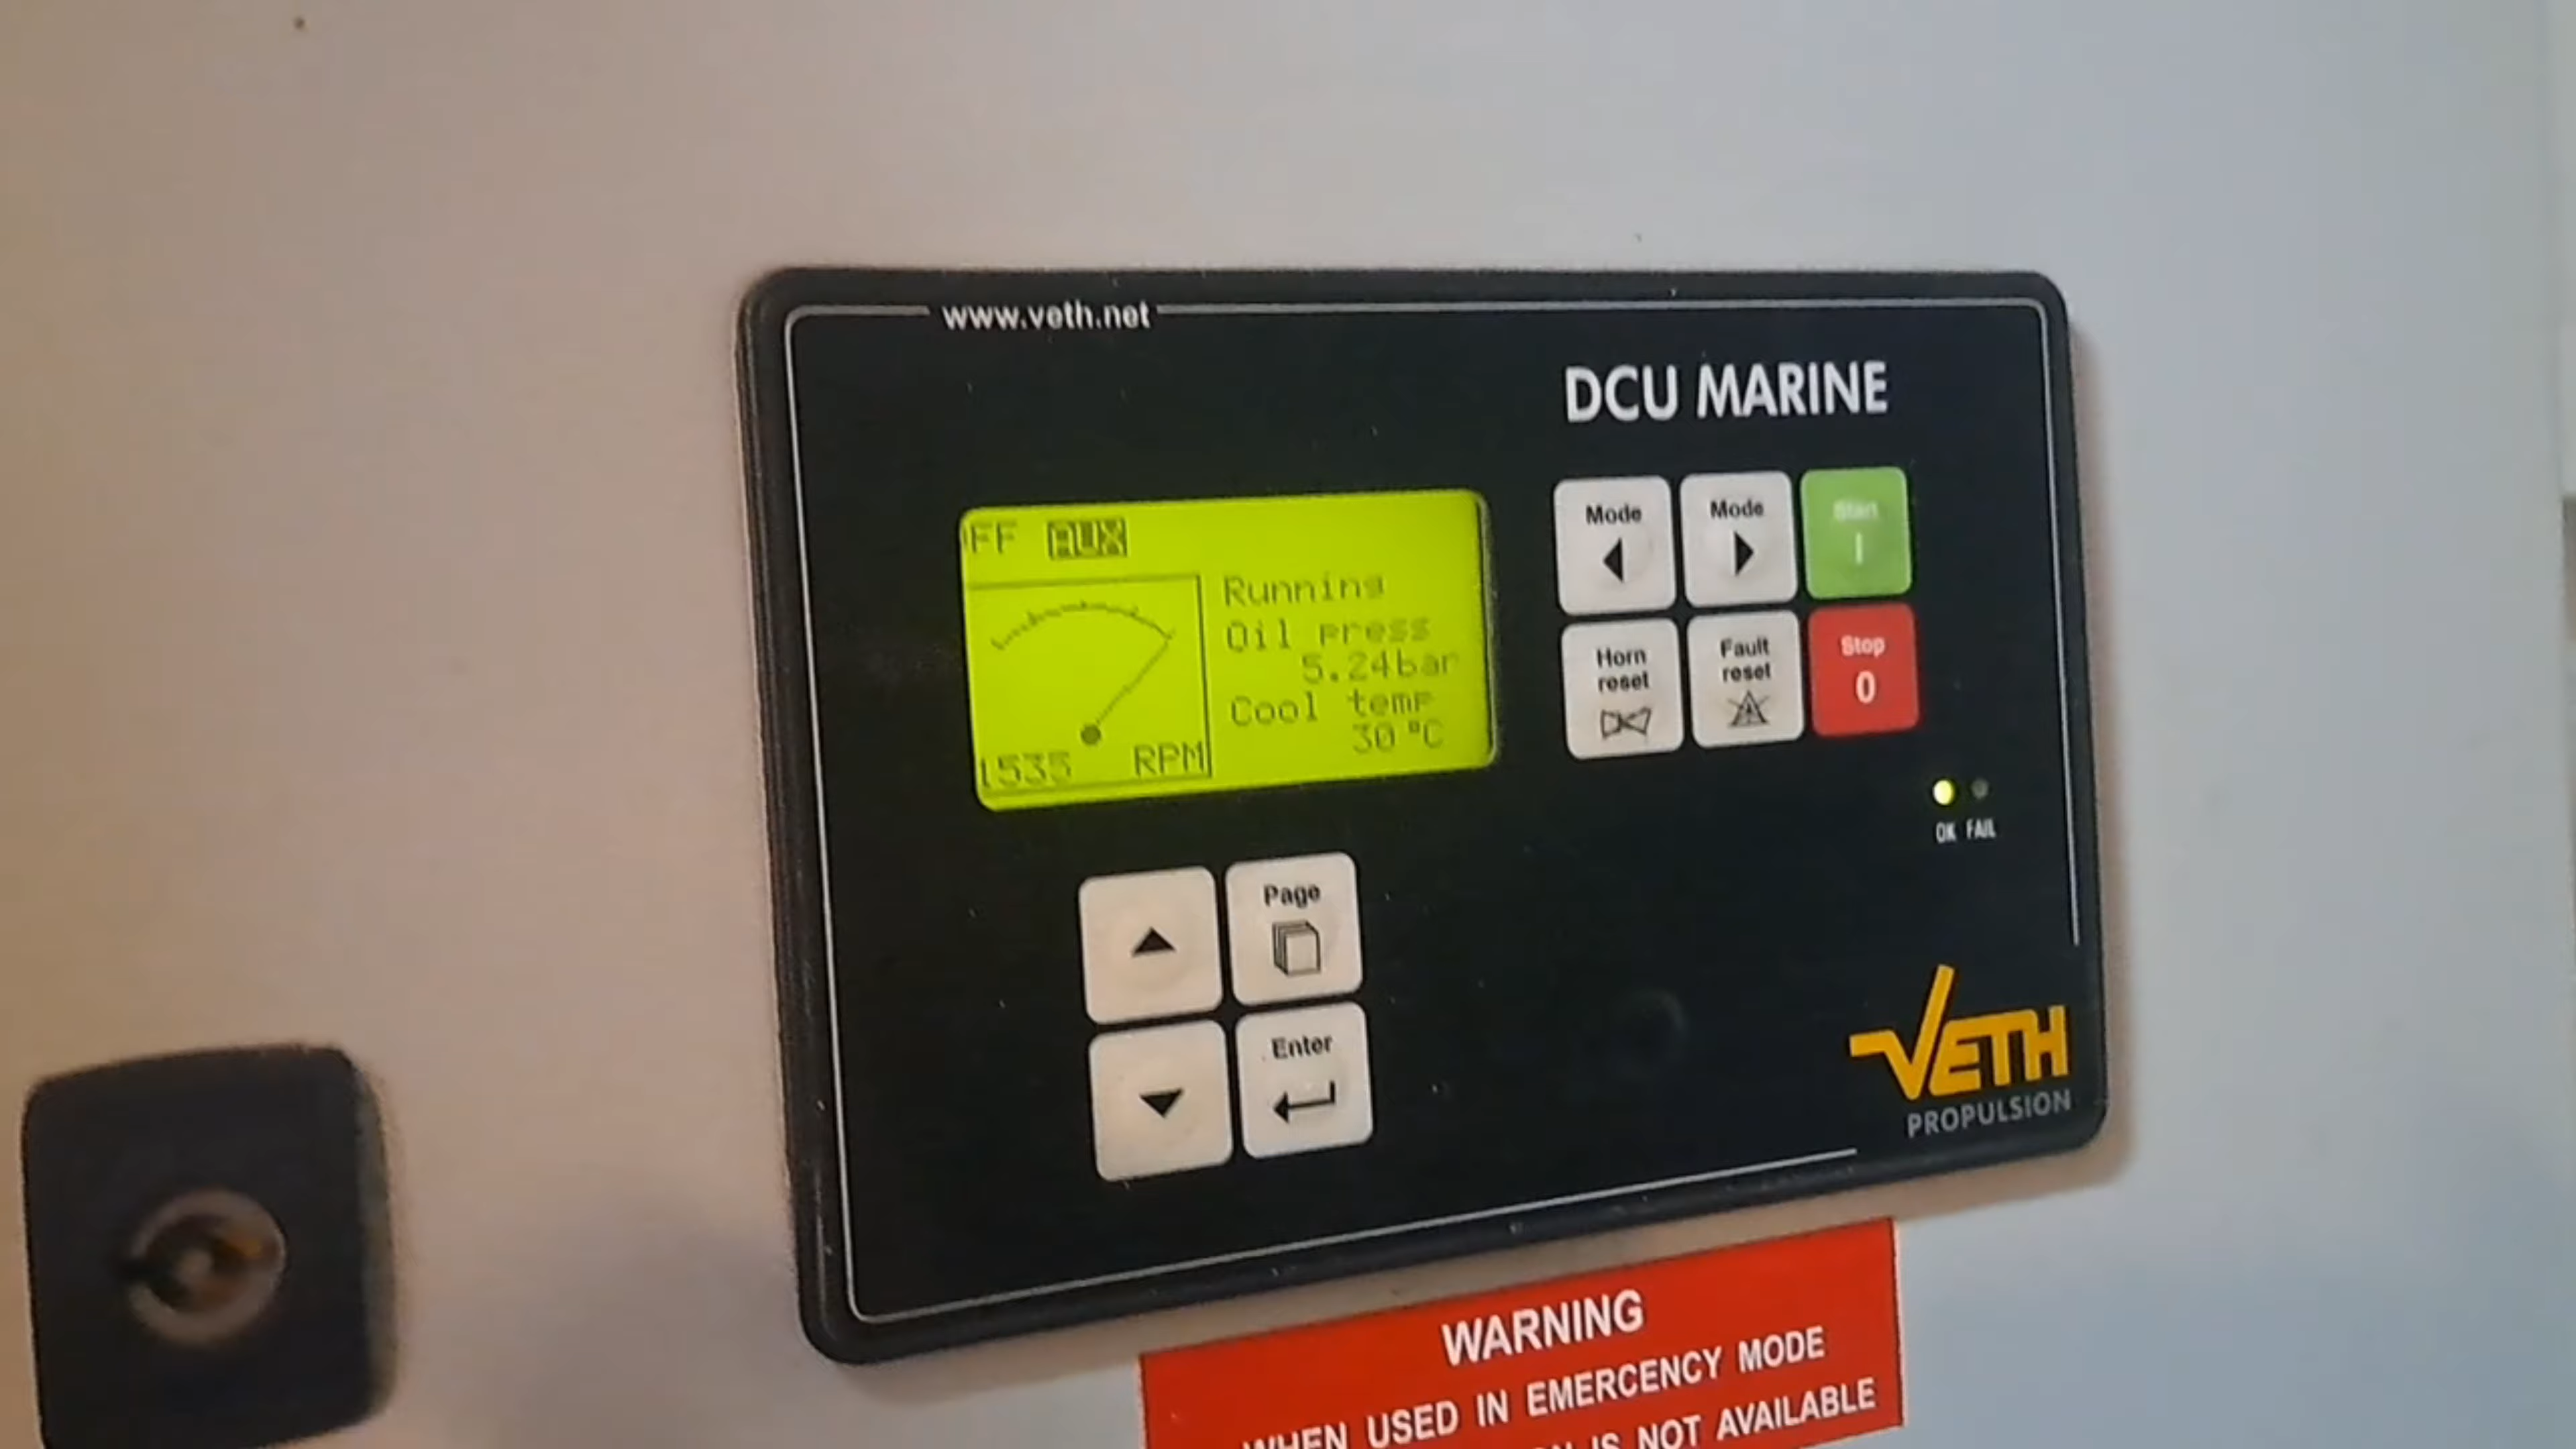 www.veth.net
DCU MARINE
FF AUX
Running
Oil press
5.24bar
Cool temp
30 °C
1535 RPM
Mode
Mode
Start
I
Horn
reset
Fault
reset
Stop
0
OK FAIL
Page
Enter
VETH
PROPULSION
WARNING
WHEN USED IN EMERGENCY MODE
IS NOT AVAILABLE